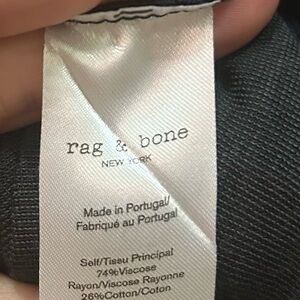 rag & bone
NEW YORK
Made in Portugal/
Fabriqué au Portugal
Self/Tissu Principal
74%Viscose
Rayon/Viscose Rayonne
26%Cotton/Coton